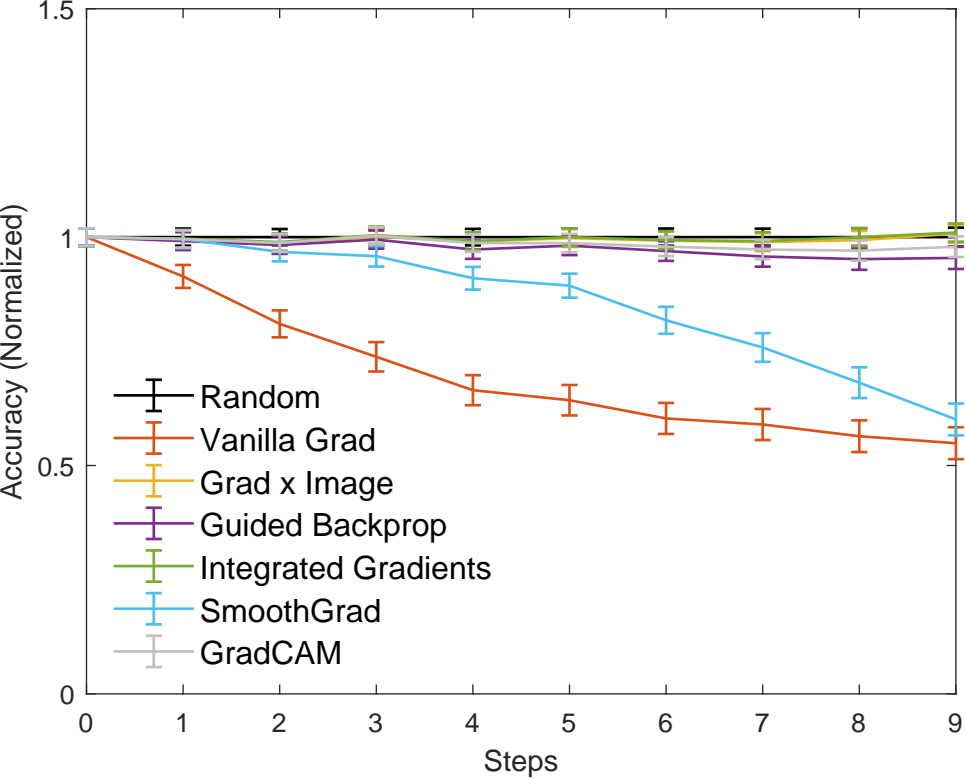 1.5
1
0.5
0
Accuracy (Normalized)
Random
Vanilla Grad
Grad x Image
Guided Backprop
Integrated Gradients
SmoothGrad
GradCAM
0 1 2 3 4 5 6 7 8 9
Steps